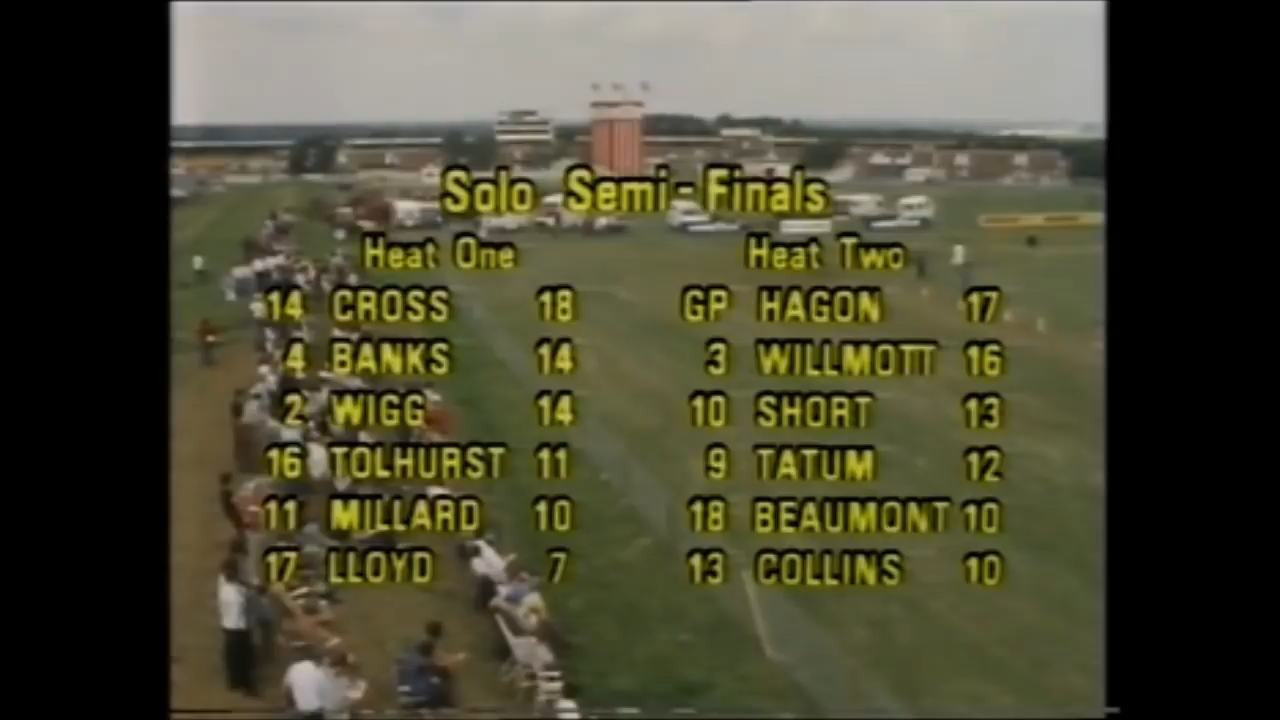 Solo Semi-Finals
Heat One Heat Two
14 CROSS 18 GP HAGON 17
4 BANKS 14 3 WILLMOTT 16
2 WIGG 14 10 SHORT 13
16 TOLHURST 11 9 TATUM 12
11 MILLARD 10 18 BEAUMONT 10
17 LLOYD 7 13 COLLINS 10